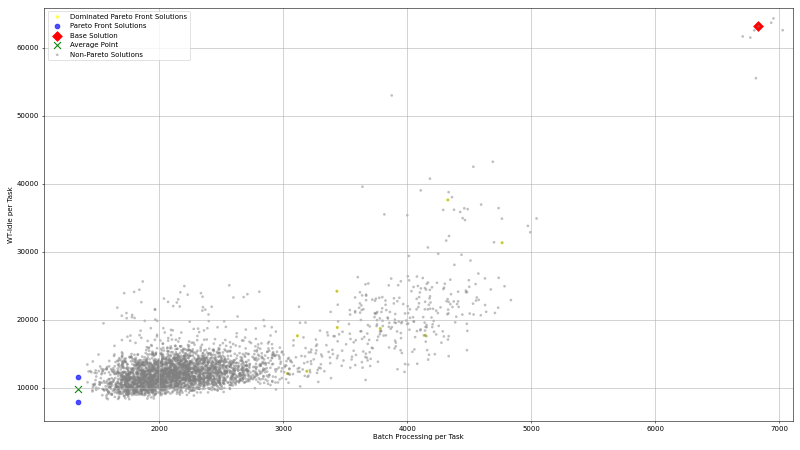 Dominated Pareto Front Solutions
Pareto Front Solutions
Base Solution
Average Point
Non-Pareto Solutions
60000
50000
40000
30000
20000
10000
WT-Idle per Task
2000 3000 4000 5000 6000 7000
Batch Processing per Task